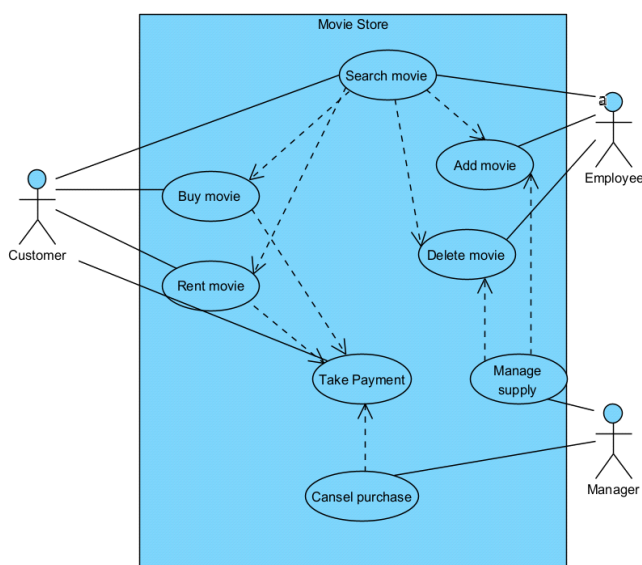 Movie Store
Search movie
Add movie
Employee
Buy movie
Customer
Delete movie
Rent movie
Take Payment
Manage
supply
Cansel purchase
Manager